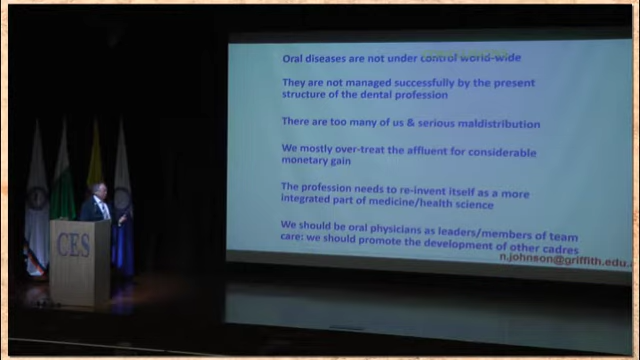 Oral diseases are not under control world-wide
They are not managed successfully by the present
structure of the dental profession
There are too many of us & serious maldistribution
We mostly over-treat the affluent for considerable
monetary gain
The profession needs to re-invent itself as a more
integrated part of medicine/health science
We should be oral physicians as leaders/members of team
care: we should promote the development of other cadres
n.johnson@griffith.edu.
CES